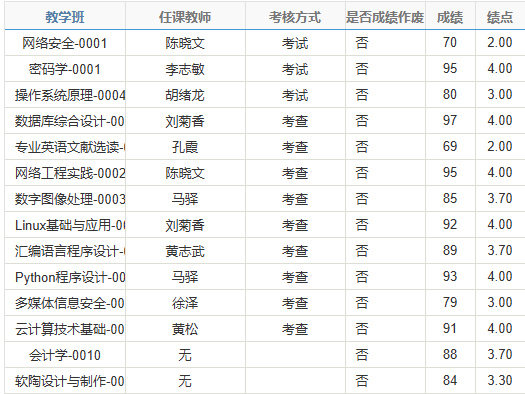 教学班 任课教师 考核方式 是否成绩作废 成绩 绩点
网络安全-0001 陈晓文 考试 否 70 2.00
密码学-0001 李志敏 考试 否 95 4.00
操作系统原理-0004 胡绪龙 考试 否 80 3.00
数据库综合设计-00 刘菊香 考查 否 97 4.00
专业英语文献选读- 孔霞 考查 否 69 2.00
网络工程实践-0002 陈晓文 考查 否 95 4.00
数字图像处理-0003 马驿 考查 否 85 3.70
Linux基础与应用-00 刘菊香 考查 否 92 4.00
汇编语言程序设计- 黄志武 考查 否 89 3.70
Python程序设计-00 马驿 考查 否 93 4.00
多媒体信息安全-00 徐泽 考查 否 79 3.00
云计算技术基础-00 黄松 考查 否 91 4.00
会计学-0010 无 否 88 3.70
软陶设计与制作-00 无 否 84 3.30